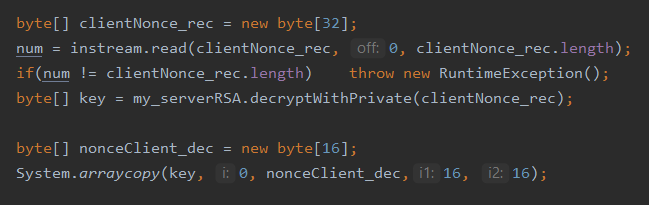 byte[] clientNonce_rec = new byte[32];
num = instream.read(clientNonce_rec, off: 0, clientNonce_rec.length);
if(num != clientNonce_rec.length)    throw new RuntimeException();
byte[] key = my_serverRSA.decryptWithPrivate(clientNonce_rec);
byte[] nonceClient_dec = new byte[16];
System.arraycopy(key, i: 0, nonceClient_dec, i1: 16, i2: 16);